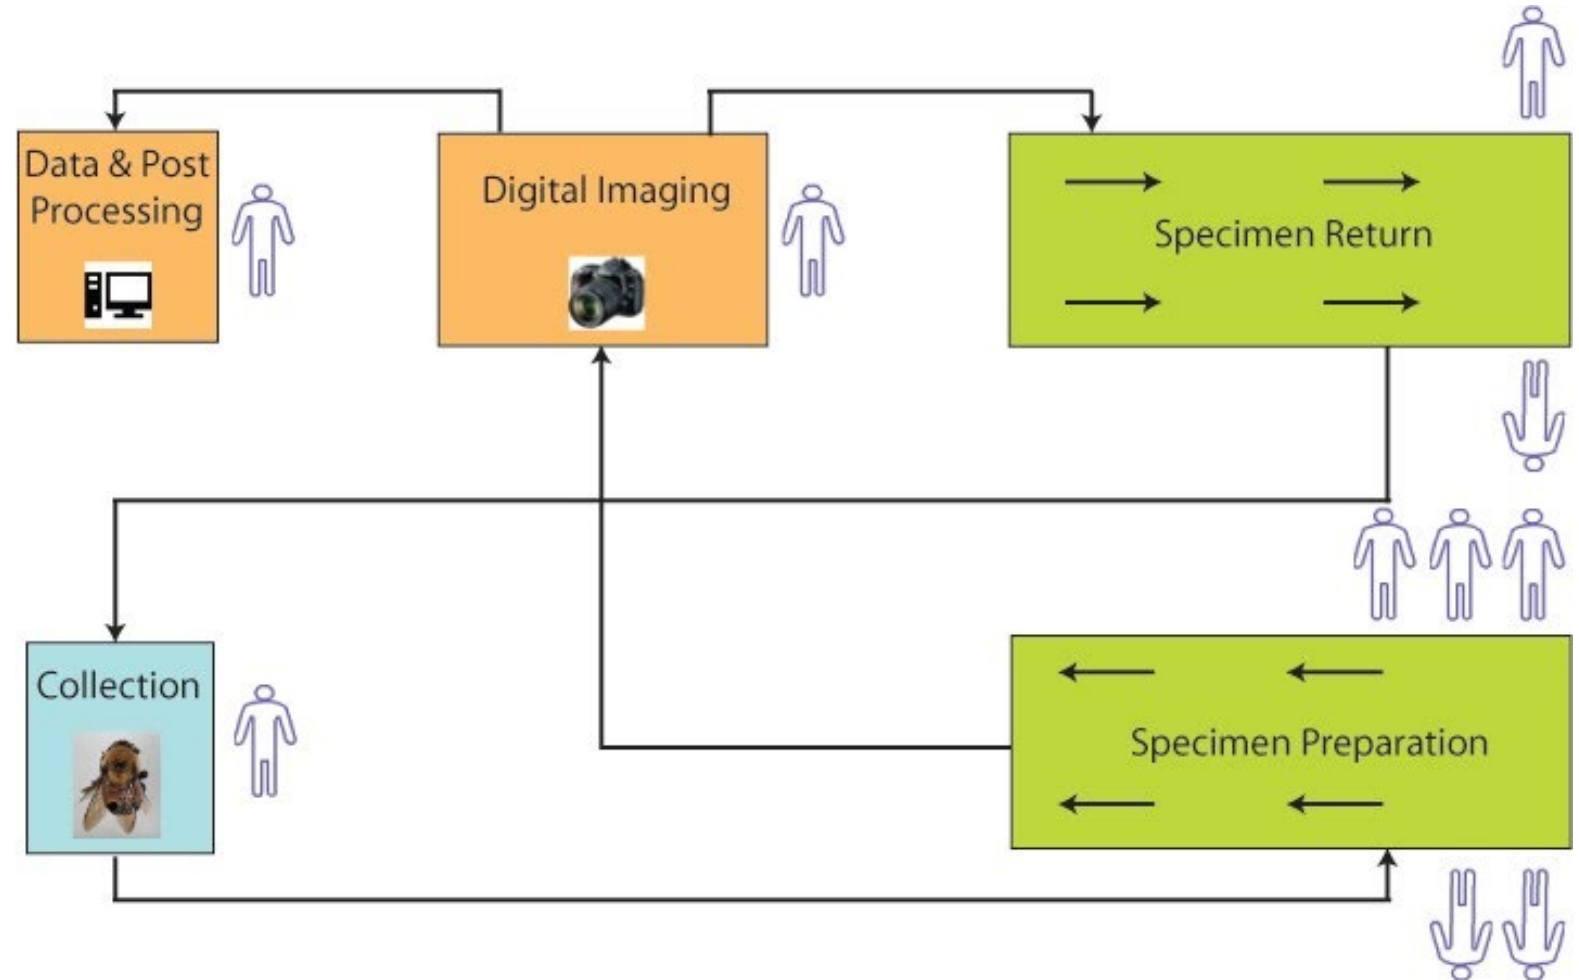 Data & Post
Processing
Digital Imaging
Specimen Return
Collection
Specimen Preparation